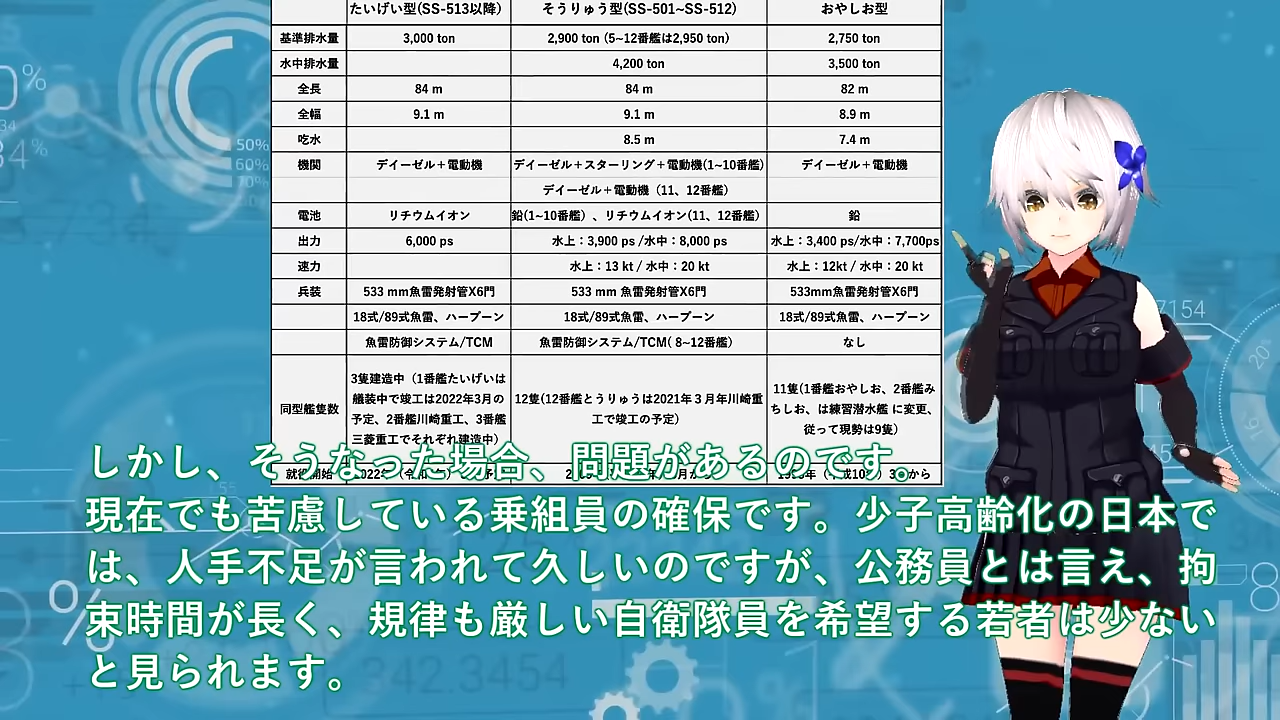 たいげい型(SS-513以降) そうりゅう型(SS-501~SS-512) おやしお型
基準排水量 3,000 ton 2,900 ton (5~12番艦は2,950 ton) 2,750 ton
水中排水量 4,200 ton 3,500 ton
全長 84 m 84 m 82 m
全幅 9.1 m 9.1 m 8.9 m
吃水 8.5 m 7.4 m
機関 デイーゼル＋電動機 デイーゼル＋スターリング＋電動機(1~10番艦) デイーゼル＋電動機
デイーゼル＋電動機（11、12番艦）
電池 リチウムイオン 鉛(1~10番艦）、リチウムイオン(11、12番艦) 鉛
出力 6,000 ps 水上：3,900 ps /水中：8,000 ps 水上：3,400 ps/水中：7,700ps
速力 水上：13 kt / 水中：20 kt 水上：12kt / 水中：20 kt
兵装 533 mm魚雷発射管X6門 533 mm 魚雷発射管X6門 533mm魚雷発射管X6門
18式/89式魚雷、ハープーン 18式/89式魚雷、ハープーン 18式/89式魚雷、ハープーン
魚雷防御システム/TCM 魚雷防御システム/TCM( 8~12番艦） なし
同型艦隻数
3隻建造中（1番艦たいげいは
艤装中で竣工は2022年3月の
予定、2番艦川崎重工、3番艦
三菱重工でそれぞれ建造中）
12隻(12番艦とうりゅうは2021年３月年川崎重
工で竣工の予定）
11隻(1番艦おやしお、2番艦み
ちしお、は練習潜水艦 に変更、
従って現勢は9隻）
しかし、そうなった場合、問題があるのです。
現在でも苦慮している乗組員の確保です。少子高齢化の日本で
は、人手不足が言われて久しいのですが、公務員とは言え、拘
束時間が長く、規律も厳しい自衛隊員を希望する若者は少ない
と見られます。
50%
60%
70%
7154
20